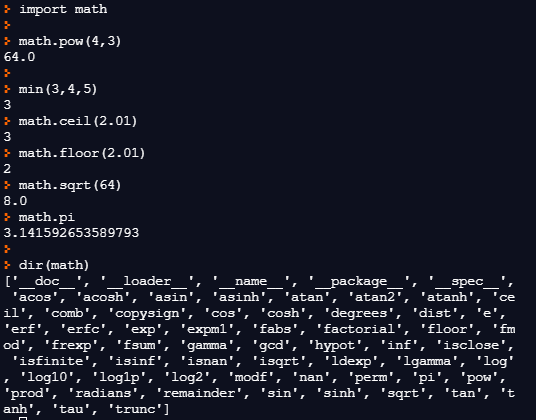 import math
math.pow(4,3)
64.0
min(3,4,5)
3
math.ceil(2.01)
3
math.floor(2.01)
2
math.sqrt(64)
8.0
math.pi
3.141592653589793
dir(math)
['__doc__', '__loader__', '__name__', '__package__', '__spec__',
'acos', 'acosh', 'asin', 'asinh', 'atan', 'atan2', 'atanh', 'ce
il', 'comb', 'copysign', 'cos', 'cosh', 'degrees', 'dist', 'e',
'erf', 'erfc', 'exp', 'expm1', 'fabs', 'factorial', 'floor', 'fm
od', 'frexp', 'fsum', 'gamma', 'gcd', 'hypot', 'inf', 'isclose',
'isfinite', 'isinf', 'isnan', 'isqrt', 'ldexp', 'lgamma', 'log'
, 'log10', 'log1p', 'log2', 'modf', 'nan', 'perm', 'pi', 'pow',
'prod', 'radians', 'remainder', 'sin', 'sinh', 'sqrt', 'tan', 't
anh', 'tau', 'trunc']